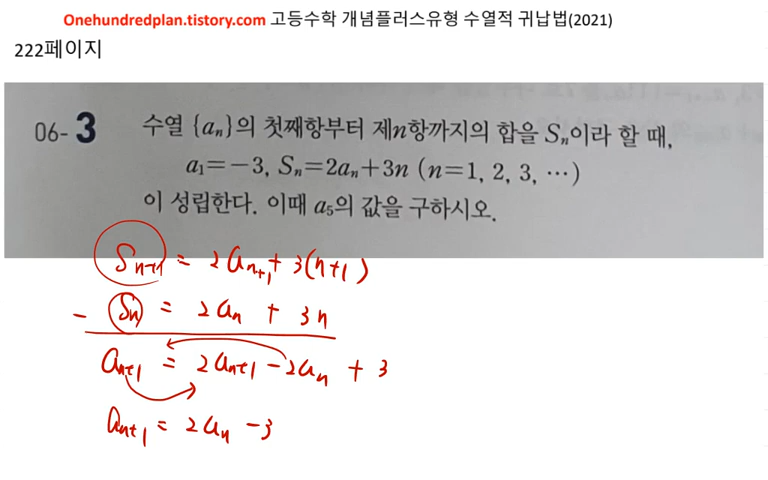 Onehundredplan.tistory.com 고등수학 개념플러스유형 수열적 귀납법(2021)
222페이지
06-3 수열 {aₙ}의 첫째항부터 제n항까지의 합을 Sₙ이라 할 때,
a₁=−3, Sₙ=2aₙ+3n (n=1, 2, 3, ⋯)
이 성립한다. 이때 a₅의 값을 구하시오.
Sₙ₊₁ = 2aₙ₊₁ + 3(n+1)
− Sₙ = 2aₙ + 3n
aₙ₊₁ = 2aₙ₊₁ − 2aₙ + 3
aₙ₊₁ = 2aₙ − 3